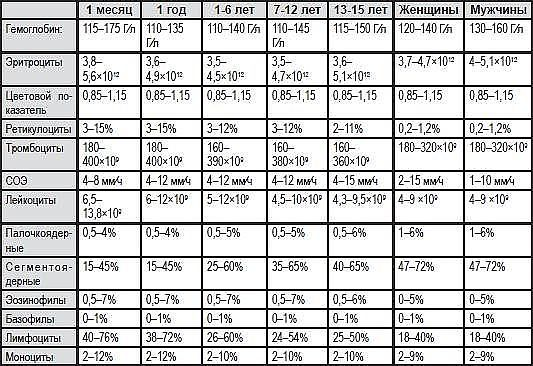 1 месяц 1 год 1-6 лет 7-12 лет 13-15 лет Женщины Мужчины
Гемоглобин: 115–175 Г/л 110–135 Г/л 110–140 Г/л 110–145 Г/л 115–150 Г/л 120–140 Г/л 130–160 Г/л
Эритроциты 3,8–5,6×10¹² 3,6–4,9×10¹² 3,5–4,5×10¹² 3,5–4,7×10¹² 3,6–5,1×10¹² 3,7–4,7×10¹² 4–5,1×10¹²
Цветовой по-казатель 0,85–1,15 0,85–1,15 0,85–1,15 0,85–1,15 0,85–1,15 0,85–1,15 0,85–1,15
Ретикулоциты 3–15% 3–15% 3–12% 3–12% 2–11% 0,2–1,2% 0,2–1,2%
Тромбоциты 180–400×10⁹ 180–400×10⁹ 160–390×10⁹ 160–380×10⁹ 160–360×10⁹ 180–320×10⁹ 180–320×10⁹
СОЭ 4–8 мм/ч 4–12 мм/ч 4–12 мм/ч 4–12 мм/ч 4–15 мм/ч 2–15 мм/ч 1–10 мм/ч
Лейкоциты 6,5–13,8×10⁹ 6–12×10⁹ 5–12×10⁹ 4,5–10×10⁹ 4,3–9,5×10⁹ 4–9 ×10⁹ 4–9 ×10⁹
Палочкоядер-ные 0,5–4% 0,5–4% 0,5–5% 0,5–5% 0,5–6% 1–6% 1–6%
Сегментоя-дерные 15–45% 15–45% 25–60% 35–65% 40–65% 47–72% 47–72%
Эозинофилы 0,5–7% 0,5–7% 0,5–7% 0,5–7% 0,5–6% 0–5% 0–5%
Базофилы 0–1% 0–1% 0–1% 0–1% 0–1% 0–1% 0–1%
Лимфоциты 40–76% 38–72% 26–60% 24–54% 25–50% 18–40% 18–40%
Моноциты 2–12% 2–12% 2–10% 2–10% 2–10% 2–9% 2–9%